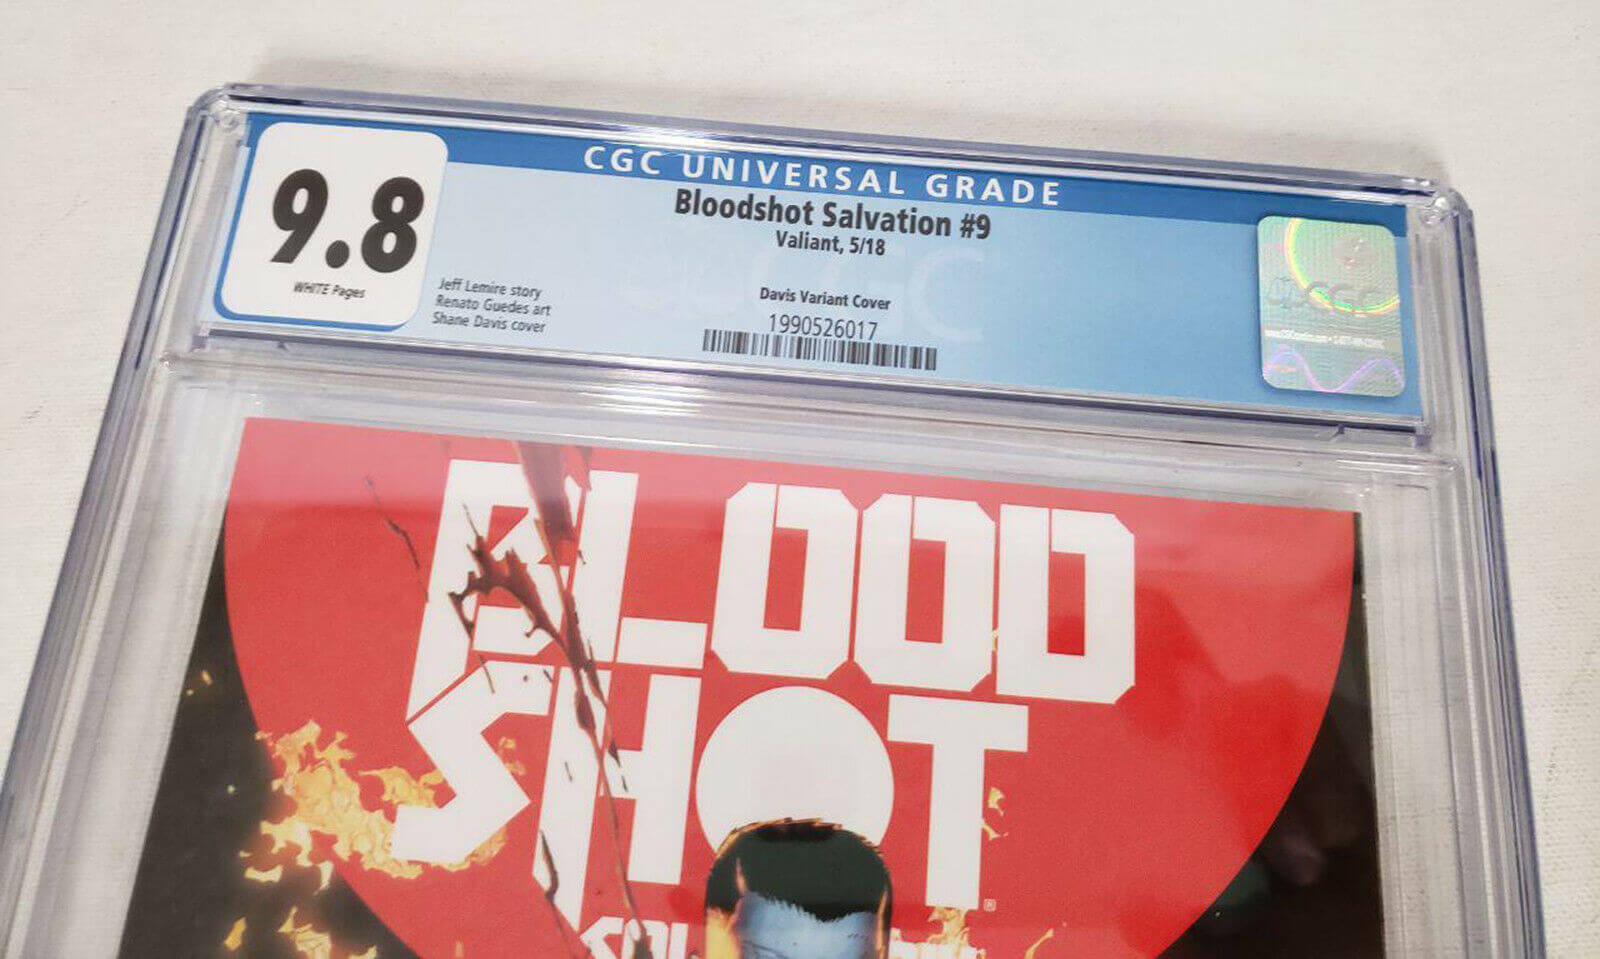 CGC UNIVERSAL GRADE
9.8
WHITE Pages
Bloodshot Salvation #9
Valiant, 5/18
Jeff Lemire story
Renato Guedes art
Shane Davis cover
Davis Variant Cover
1990526017
CGC
BLOOD
SHOT
®